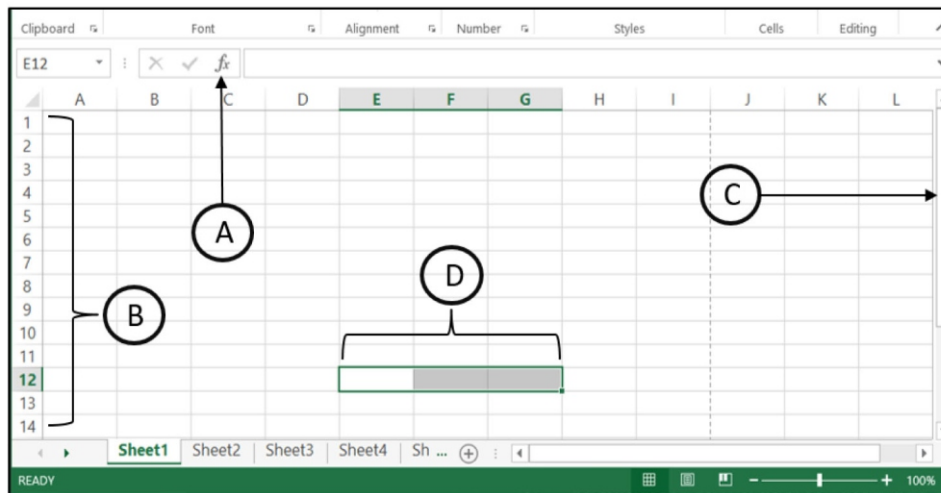 Clipboard Font Alignment Number Styles Cells Editing
E12 fx
A B C D E F G H I J K L
1
2
3
4 C
5
6 A
7
8 D
9 B
10
11
12
13
14
Sheet1 Sheet2 Sheet3 Sheet4 Sh ...
READY 100%